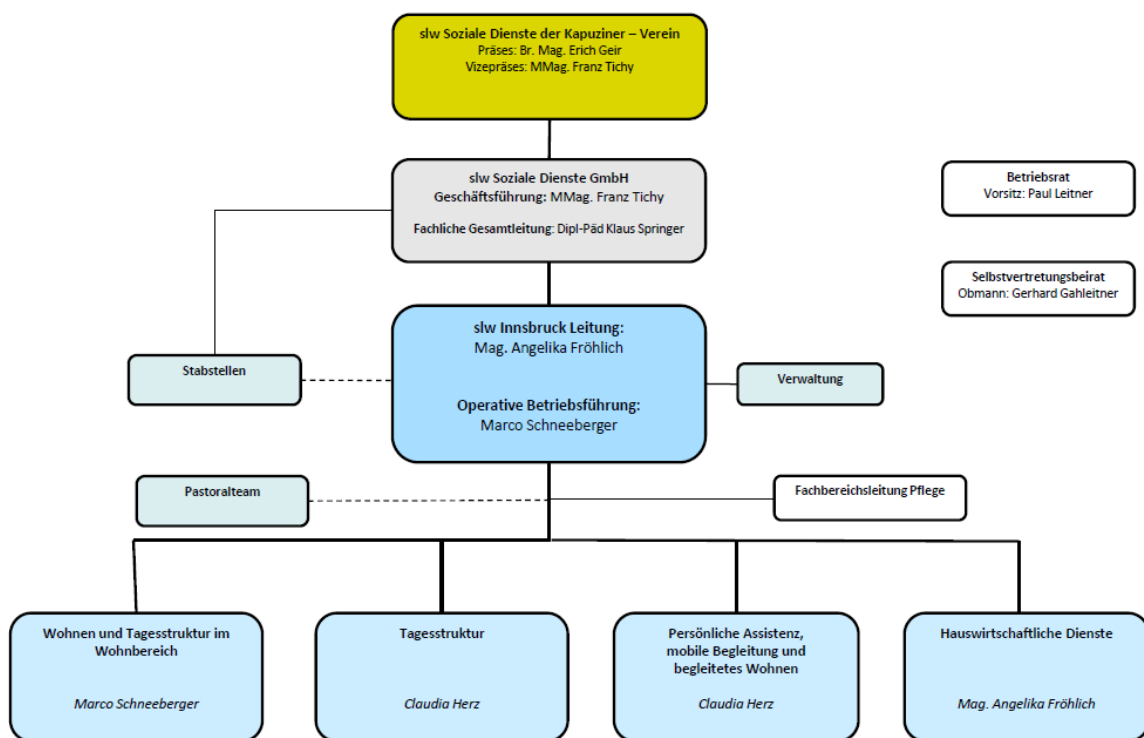 slw Soziale Dienste der Kapuziner – Verein
Präses: Br. Mag. Erich Geir
Vizepräses: MMag. Franz Tichy
slw Soziale Dienste GmbH
Geschäftsführung: MMag. Franz Tichy
Fachliche Gesamtleitung: Dipl-Päd Klaus Springer
Betriebsrat
Vorsitz: Paul Leitner
Selbstvertretungsbeirat
Obmann: Gerhard Gahleitner
slw Innsbruck Leitung:
Mag. Angelika Fröhlich
Operative Betriebsführung:
Marco Schneeberger
Stabstellen
Verwaltung
Pastoralteam
Fachbereichsleitung Pflege
Wohnen und Tagesstruktur im
Wohnbereich
Marco Schneeberger
Tagesstruktur
Claudia Herz
Persönliche Assistenz,
mobile Begleitung und
begleitetes Wohnen
Claudia Herz
Hauswirtschaftliche Dienste
Mag. Angelika Fröhlich